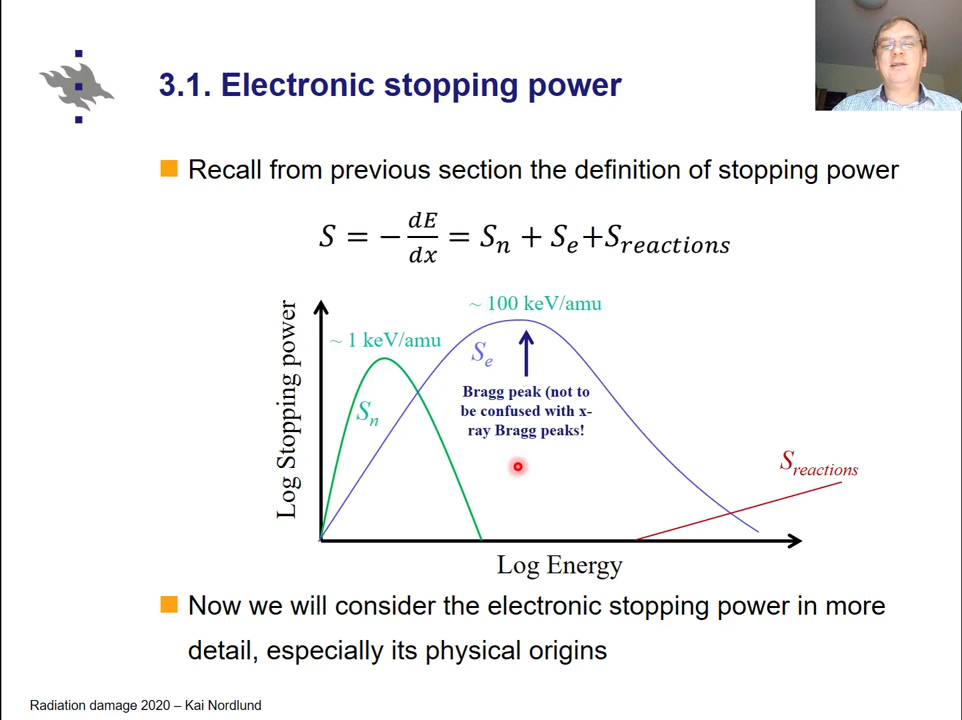 3.1. Electronic stopping power
Recall from previous section the definition of stopping power
S = − dE/dx = Sn + Se+Sreactions
~ 100 keV/amu
~ 1 keV/amu
Se
Bragg peak (not to
be confused with x-
ray Bragg peaks!
Sn
Sreactions
Log Stopping power
Log Energy
Now we will consider the electronic stopping power in more
detail, especially its physical origins
Radiation damage 2020 – Kai Nordlund